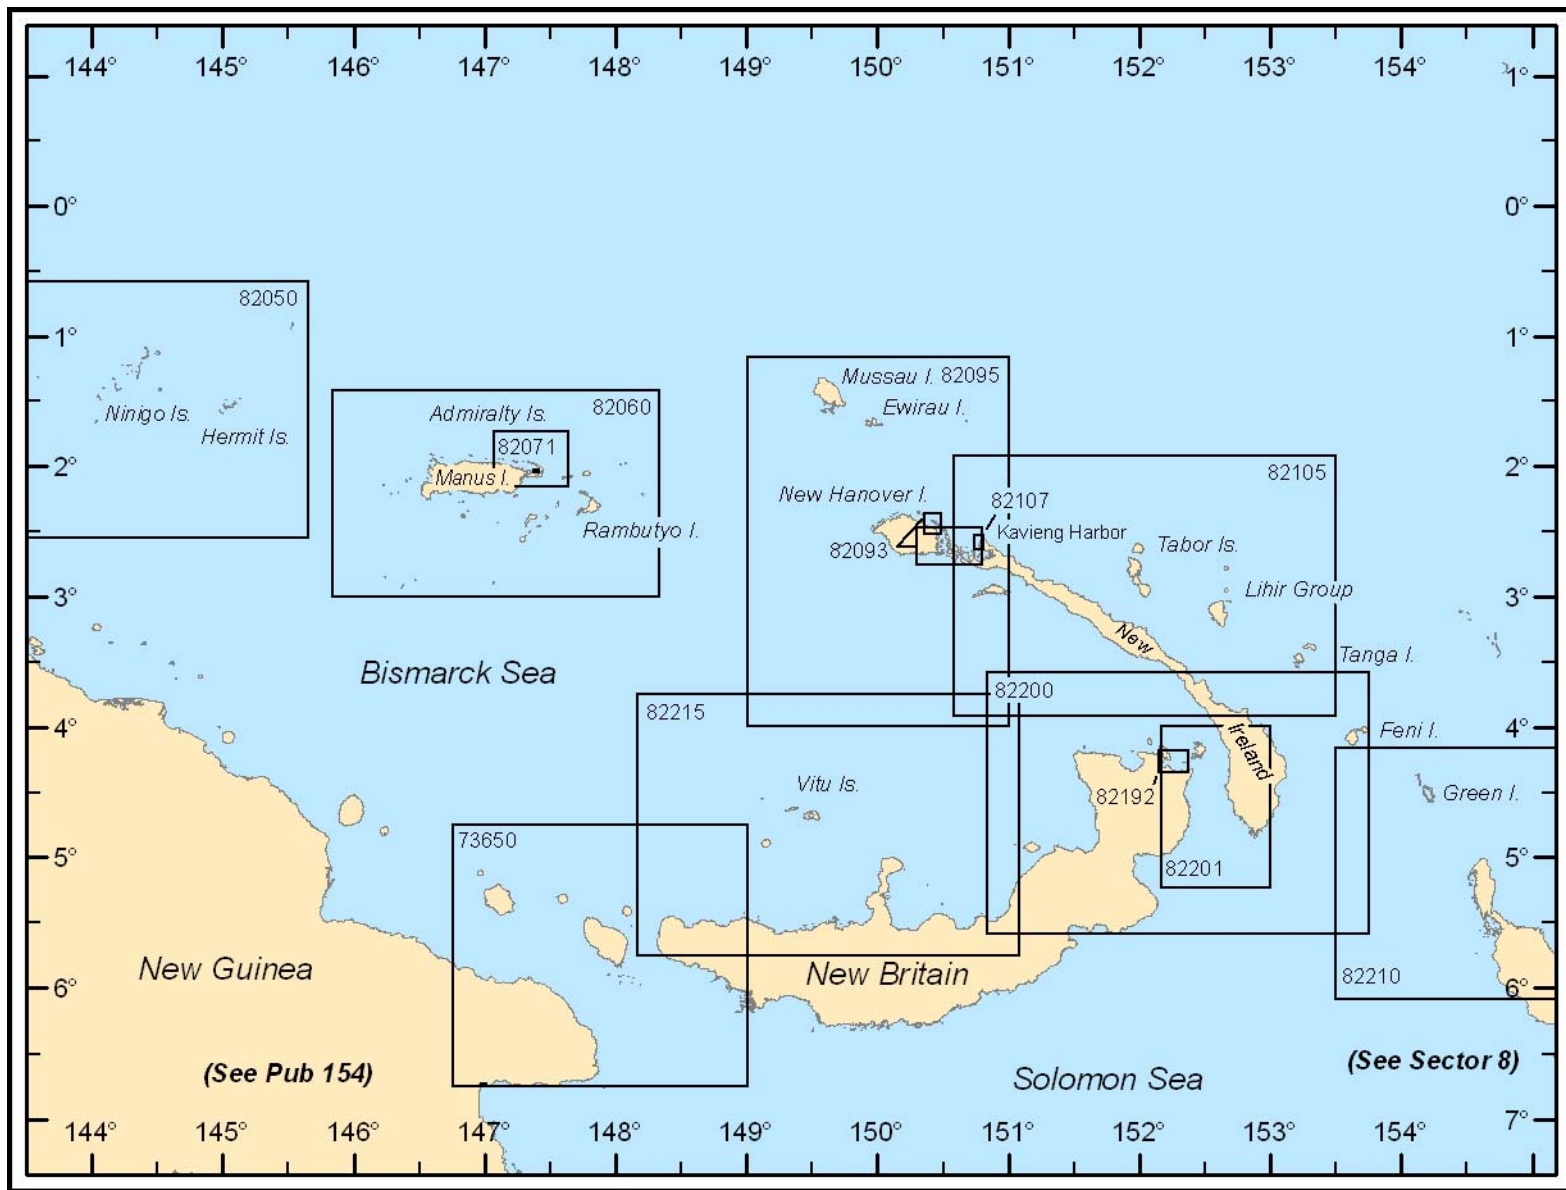 144° 145° 146° 147° 148° 149° 150° 151° 152° 153° 154°
1°
0° 0°
82050
1° 1°
Mussau I. 82095
Ewirau I.
Admiralty Is. 82060
Ninigo Is.
Hermit Is.
82071
2° 2°
Manus I.
82105
New Hanover I.
82107
Rambutyo I.
Kavieng Harbor
82093
Tabor Is.
3° 3°
Lihir Group
New
Tanga I.
Bismarck Sea
82200
82215
4° 4°
Ireland
Feni I.
Vitu Is.
82192
Green I.
73650
5° 5°
82201
New Guinea
New Britain
82210
6° 6°
(See Pub 154)
(See Sector 8)
Solomon Sea
7°
144° 145° 146° 147° 148° 149° 150° 151° 152° 153° 154°